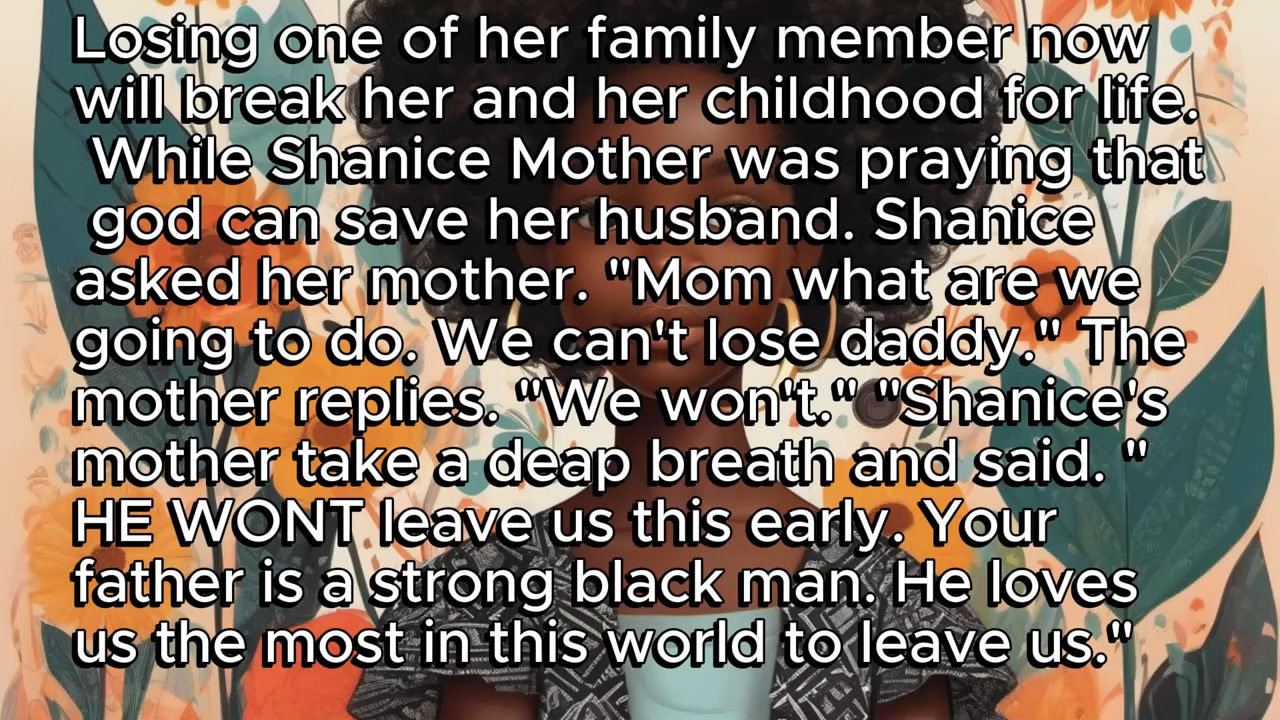 Losing one of her family member now
will break her and her childhood for life.
While Shanice Mother was praying that
god can save her husband. Shanice
asked her mother. "Mom what are we
going to do. We can't lose daddy." The
mother replies. "We won't." "Shanice's
mother take a deap breath and said. "
HE WONT leave us this early. Your
father is a strong black man. He loves
us the most in this world to leave us."